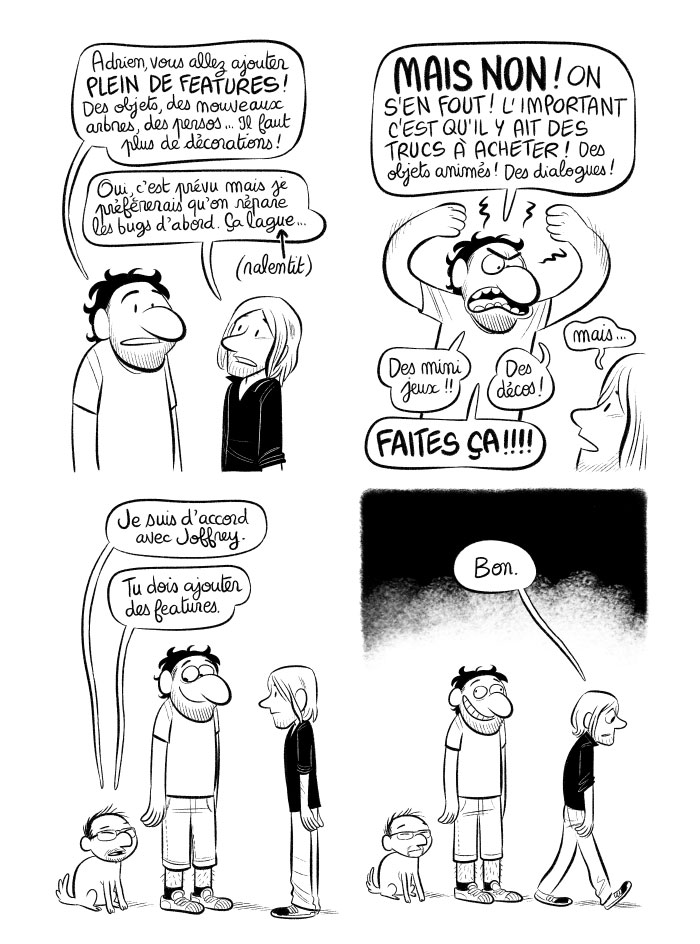 Adrien, vous allez ajouter
PLEIN DE FEATURES!
Des objets, des nouveaux
arbres, des persos... Il faut
plus de décorations!
Oui, c'est prévu mais je
préférerais qu'on répare
les bugs d'abord. Ça lague...
(ralentit)
MAIS NON! ON
S'EN FOUT! L'IMPORTANT
C'EST QU'IL Y AIT DES
TRUCS À ACHETER! Des
objets animés! Des dialogues!
mais...
Des mini
jeux!!
Des
décos!
FAITES ÇA!!!!
Je suis d'accord
avec Joffrey.
Tu dois ajouter
des features.
Bon.